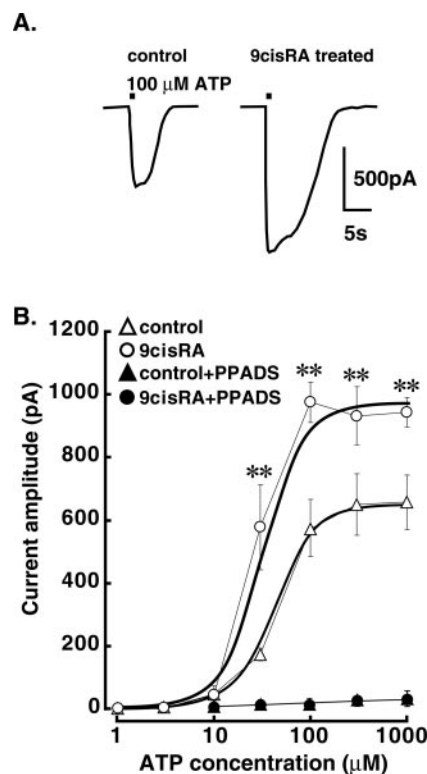 A.
control 9cisRA treated
100 μM ATP
500pA
5s
B.
1200
1000
800
600
400
200
0
Current amplitude (pA)
control
9cisRA
control+PPADS
9cisRA+PPADS
** ** ** **
1 10 100 1000
ATP concentration (μM)